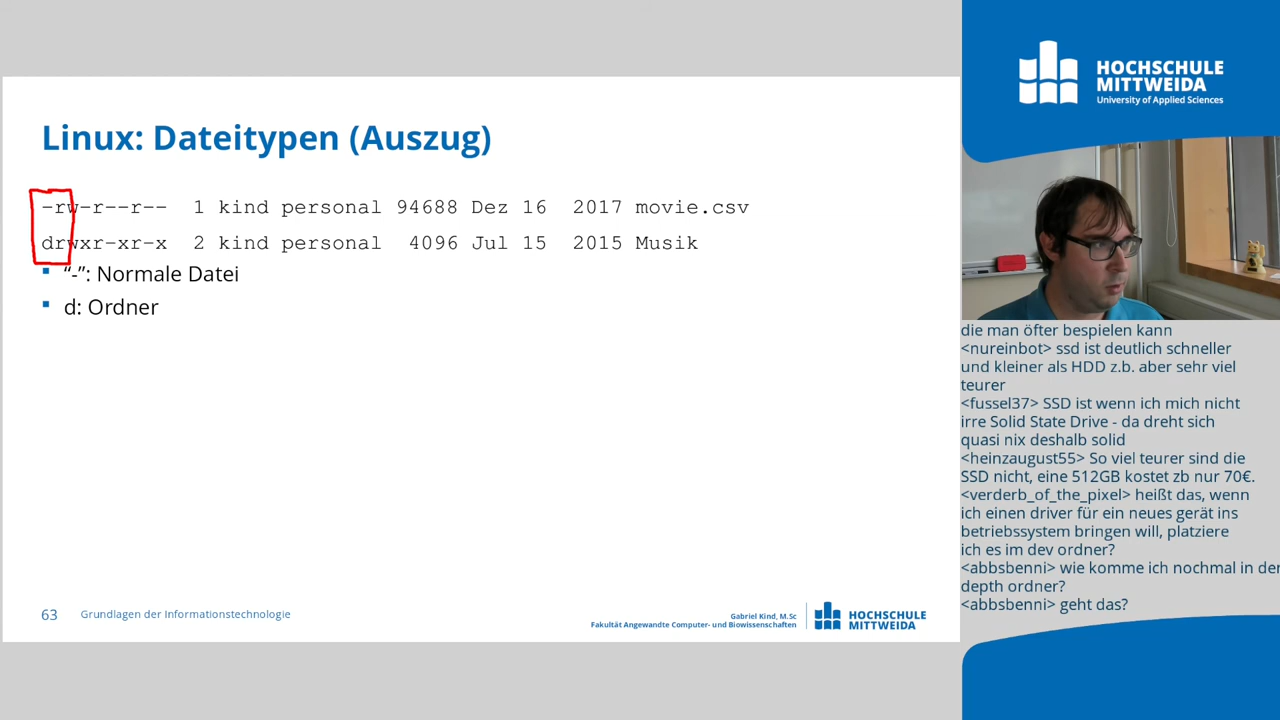 Linux: Dateitypen (Auszug)
-rw-r--r-- 1 kind personal 94688 Dez 16 2017 movie.csv
drwxr-xr-x 2 kind personal 4096 Jul 15 2015 Musik
“-”: Normale Datei
d: Ordner
63 Grundlagen der Informationstechnologie
Gabriel Kind, M.Sc
Fakultät Angewandte Computer- und Biowissenschaften
HOCHSCHULE
MITTWEIDA
HOCHSCHULE
MITTWEIDA
University of Applied Sciences
die man öfter bespielen kann
<nureinbot> ssd ist deutlich schneller
und kleiner als HDD z.b. aber sehr viel
teurer
<fussel37> SSD ist wenn ich mich nicht
irre Solid State Drive - da dreht sich
quasi nix deshalb solid
<heinzaugust55> So viel teurer sind die
SSD nicht, eine 512GB kostet zb nur 70€.
<verderb_of_the_pixel> heißt das, wenn
ich einen driver für ein neues gerät ins
betriebssystem bringen will, platziere
ich es im dev ordner?
<abbsbenni> wie komme ich nochmal in der
depth ordner?
<abbsbenni> geht das?